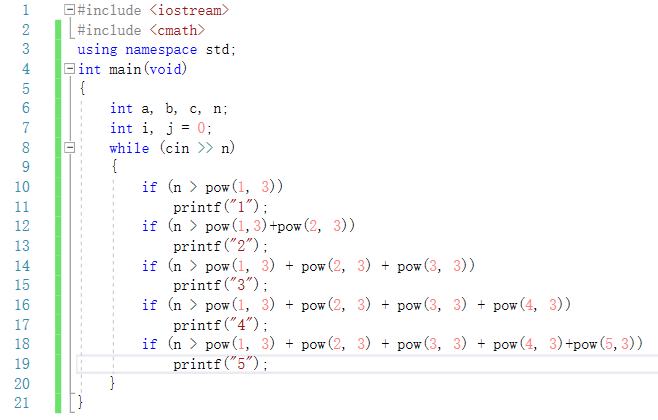 1 #include <iostream>
2 #include <cmath>
3 using namespace std;
4 int main(void)
5 {
6 int a, b, c, n;
7 int i, j = 0;
8 while (cin >> n)
9 {
10 if (n > pow(1, 3))
11 printf("1");
12 if (n > pow(1,3)+pow(2, 3))
13 printf("2");
14 if (n > pow(1, 3) + pow(2, 3) + pow(3, 3))
15 printf("3");
16 if (n > pow(1, 3) + pow(2, 3) + pow(3, 3) + pow(4, 3))
17 printf("4");
18 if (n > pow(1, 3) + pow(2, 3) + pow(3, 3) + pow(4, 3)+pow(5,3))
19 printf("5");
20 }
21 }